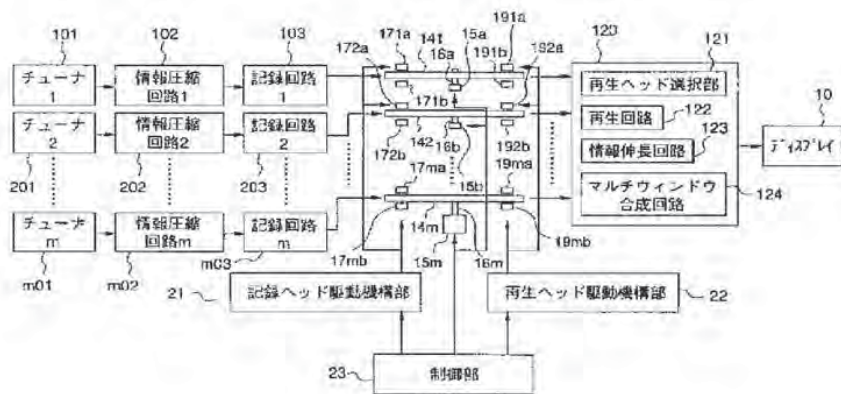 101
102
103
171a
141
16a
15a
191a
191b
172a
192a
120
121
チューナ
1
情報圧縮
回路1
記録回路
1
171b
再生ヘッド選択部
再生回路
122
10
チューナ
2
情報圧縮
回路2
記録回路
2
172b
142
16b
192b
情報伸長回路
123
ディスプレイ
201
202
203
17ma
15b
19ma
マルチウィンドウ
合成回路
124
チューナ
m
情報圧縮
回路m
記録回路
m
m01
m02
m03
17mb
14m
15m
16m
19mb
21
記録ヘッド駆動機構部
再生ヘッド駆動機構部
22
23
制御部